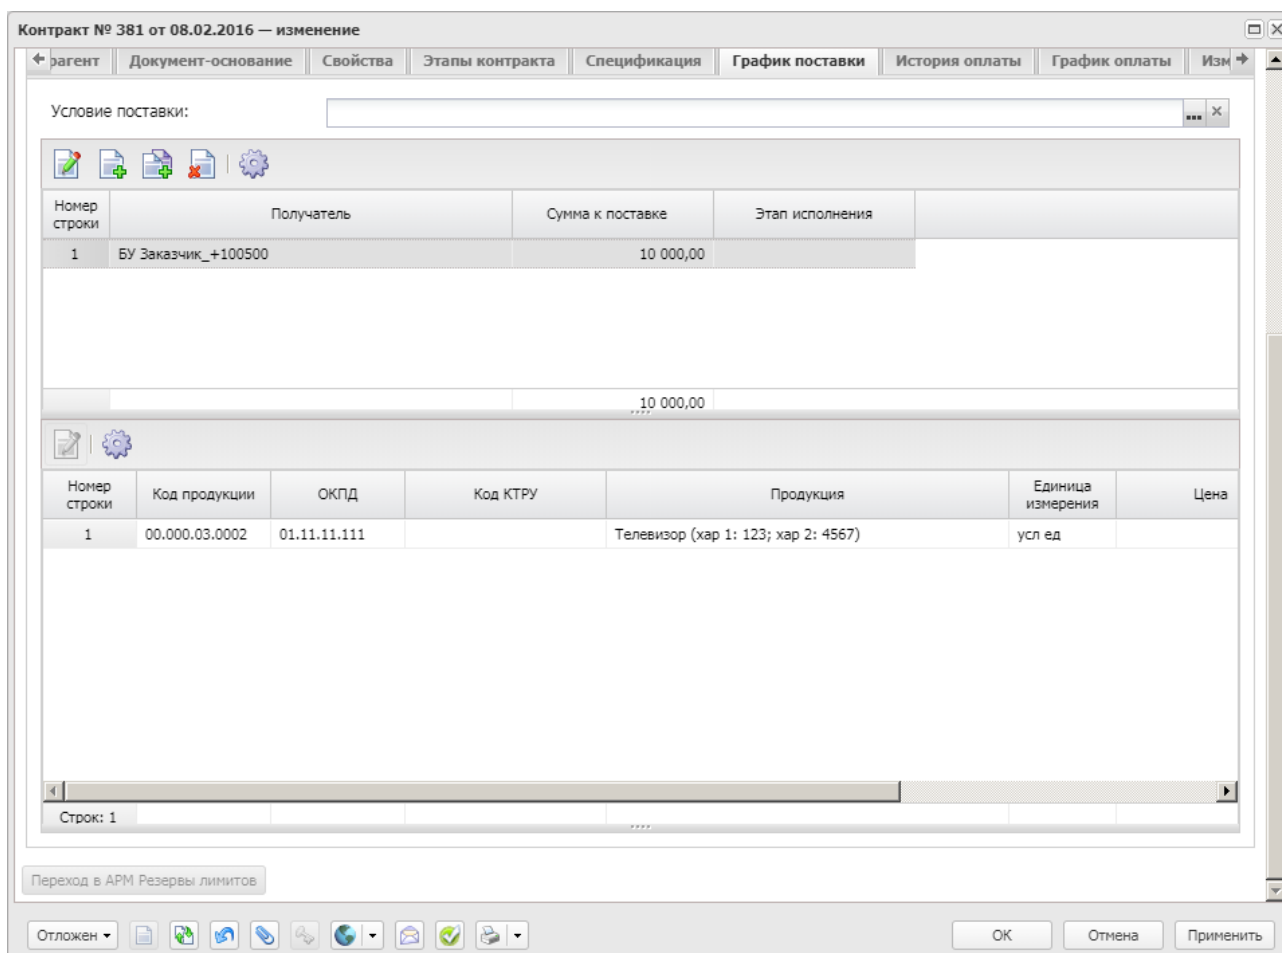 Контракт № 381 от 08.02.2016 — изменение
рагент Документ-основание Свойства Этапы контракта Спецификация График поставки История оплаты График оплаты Изм
Условие поставки:
Номер строки Получатель Сумма к поставке Этап исполнения
1 БУ Заказчик_+100500 10 000,00
10 000,00
Номер строки Код продукции ОКПД Код КТРУ Продукция Единица измерения Цена
1 00.000.03.0002 01.11.11.111 Телевизор (хар 1: 123; хар 2: 4567) усл ед
Строк: 1
Переход в АРМ Резервы лимитов
Отложен ОК Отмена Применить